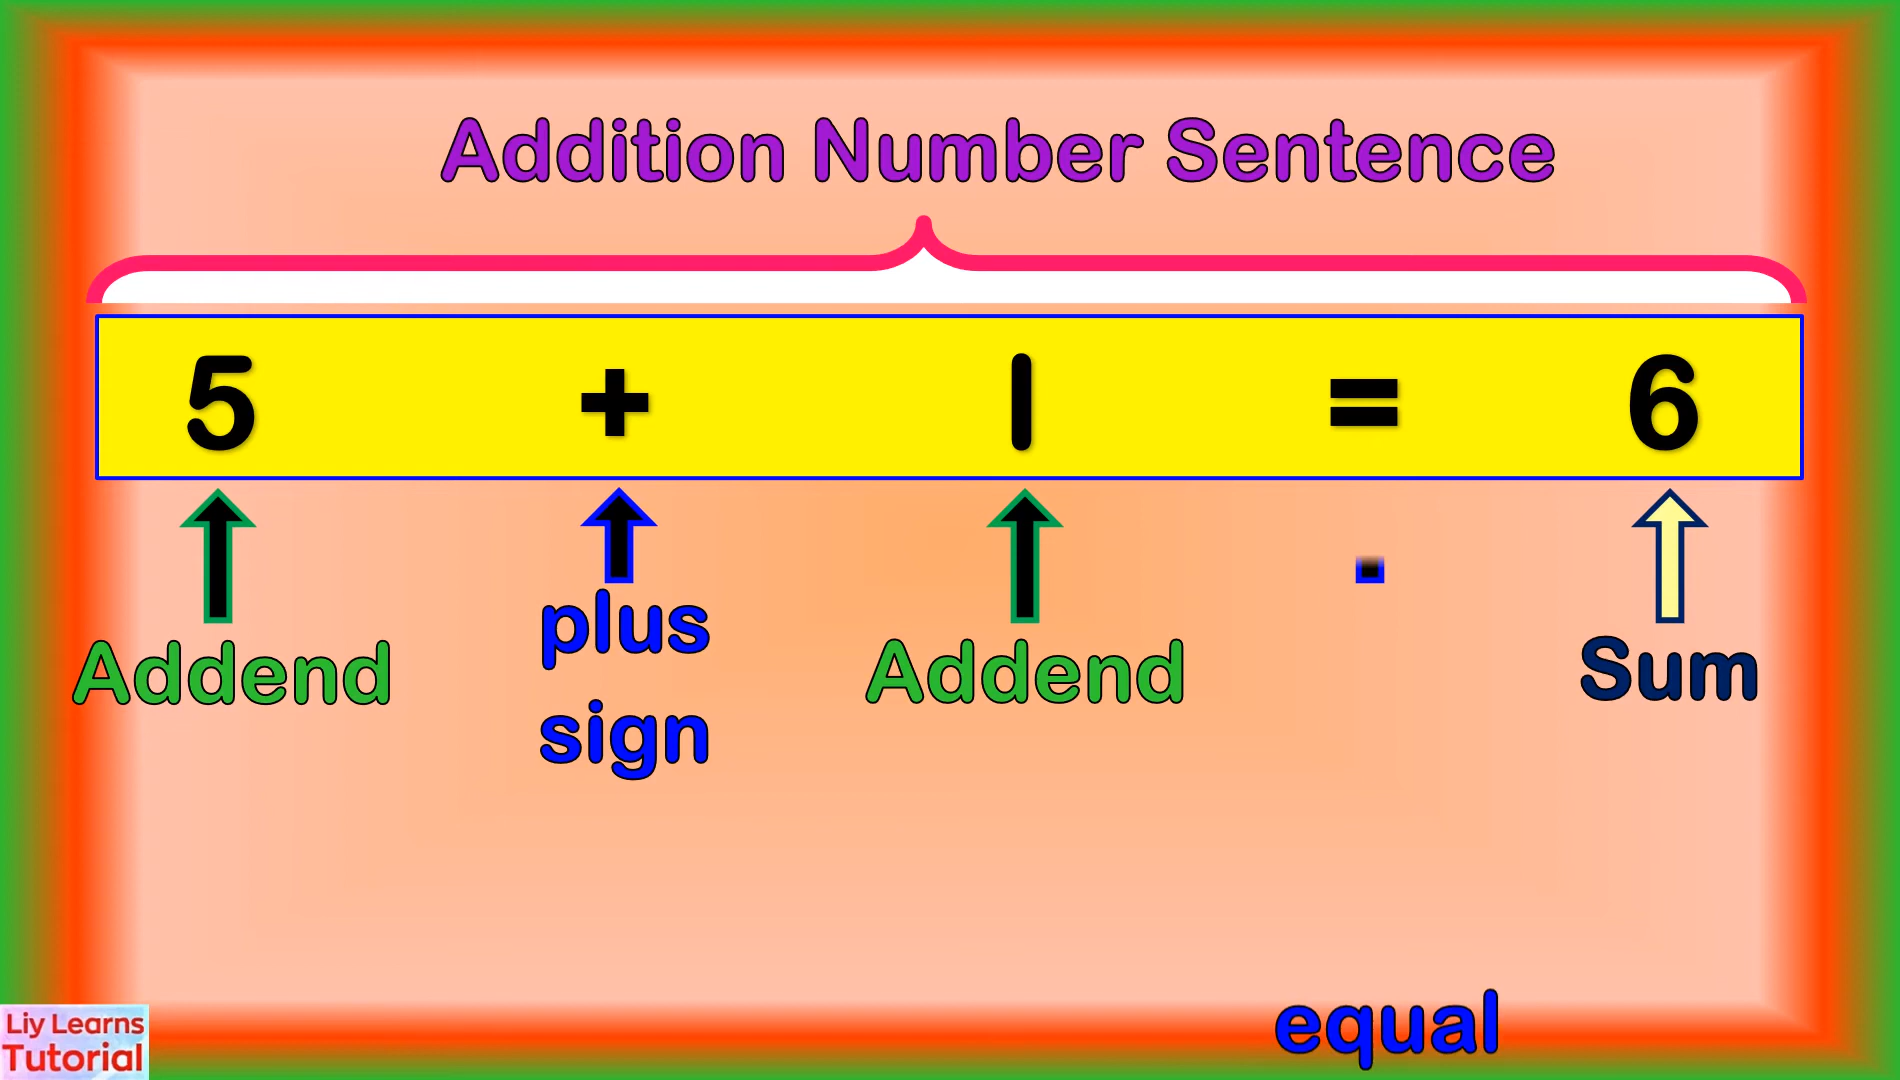 Addition Number Sentence
5 + 1 = 6
Addend
plus
sign
Addend
Sum
equal
Liy Learns
Tutorial